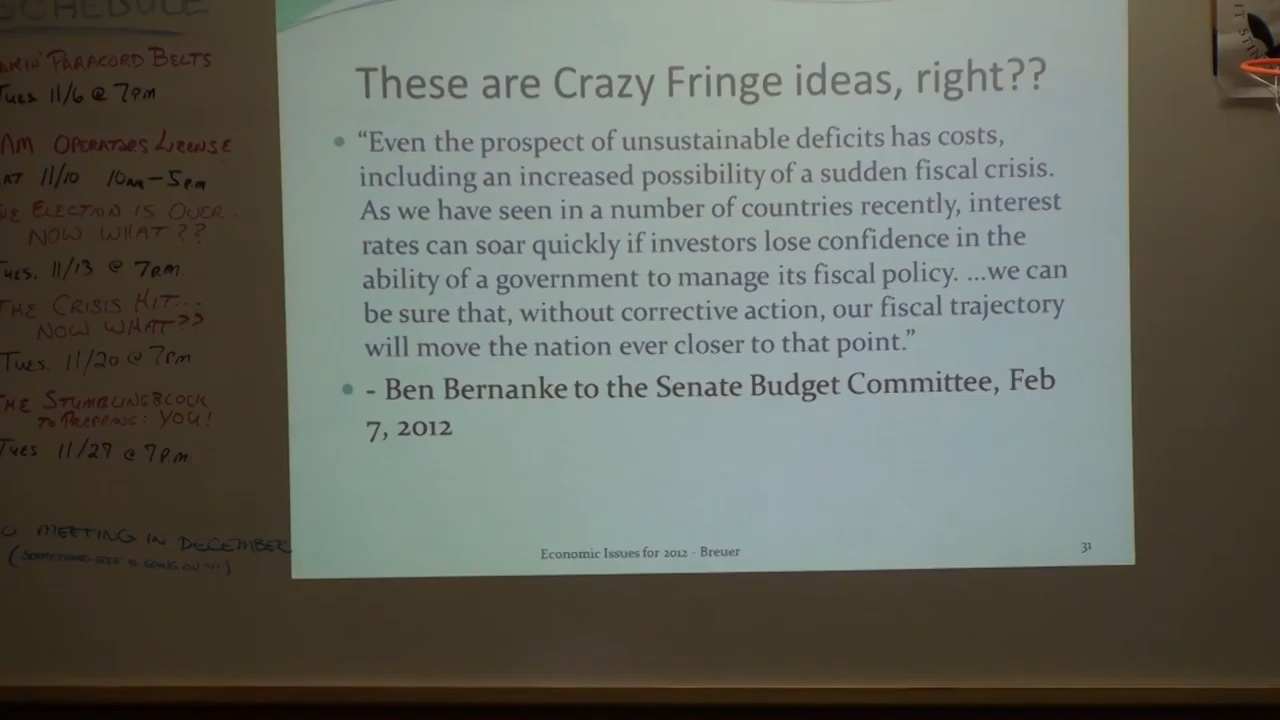 SCHEDULE
PARACORD BELTS
Tues 11/6 @ 7pm
OPERATORS LICENSE
11/10 10am-5pm
ELECTION IS OVER...
NOW WHAT??
Tues. 11/13 @ 7pm.
THE CRISIS HIT...
NOW WHAT??
Tues. 11/20 @ 7pm
THE STUMBLINGBLOCK
TO PREPPING: YOU!
Tues 11/27 @ 7pm
MEETING IN DECEMBER
These are Crazy Fringe ideas, right??
• “Even the prospect of unsustainable deficits has costs,
including an increased possibility of a sudden fiscal crisis.
As we have seen in a number of countries recently, interest
rates can soar quickly if investors lose confidence in the
ability of a government to manage its fiscal policy. ...we can
be sure that, without corrective action, our fiscal trajectory
will move the nation ever closer to that point.”
• - Ben Bernanke to the Senate Budget Committee, Feb
7, 2012
Economic Issues for 2012 - Breuer
31